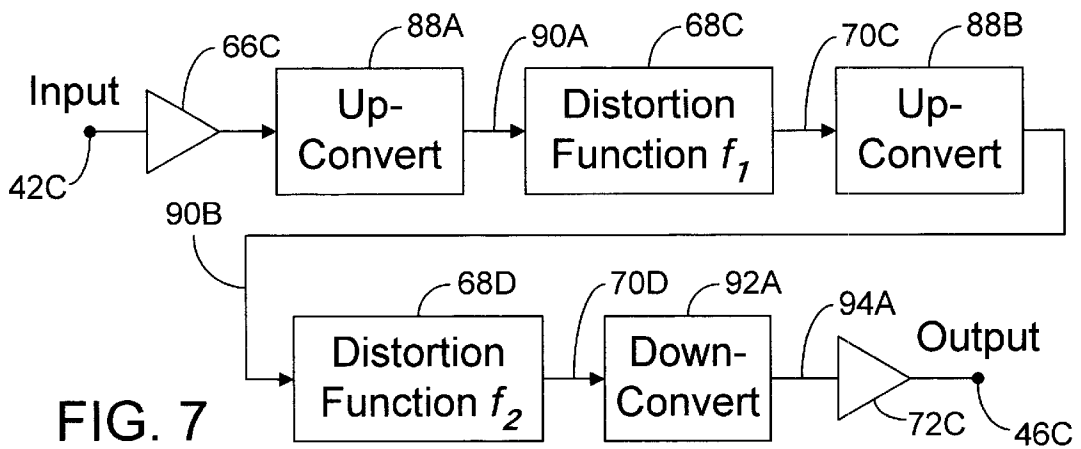 66C
88A
90A
68C
70C
88B
Input
Up-
Convert
Distortion
Function f1
Up-
Convert
42C
90B
68D
70D
92A
94A
Output
Distortion
Function f2
Down-
Convert
72C
46C
FIG. 7